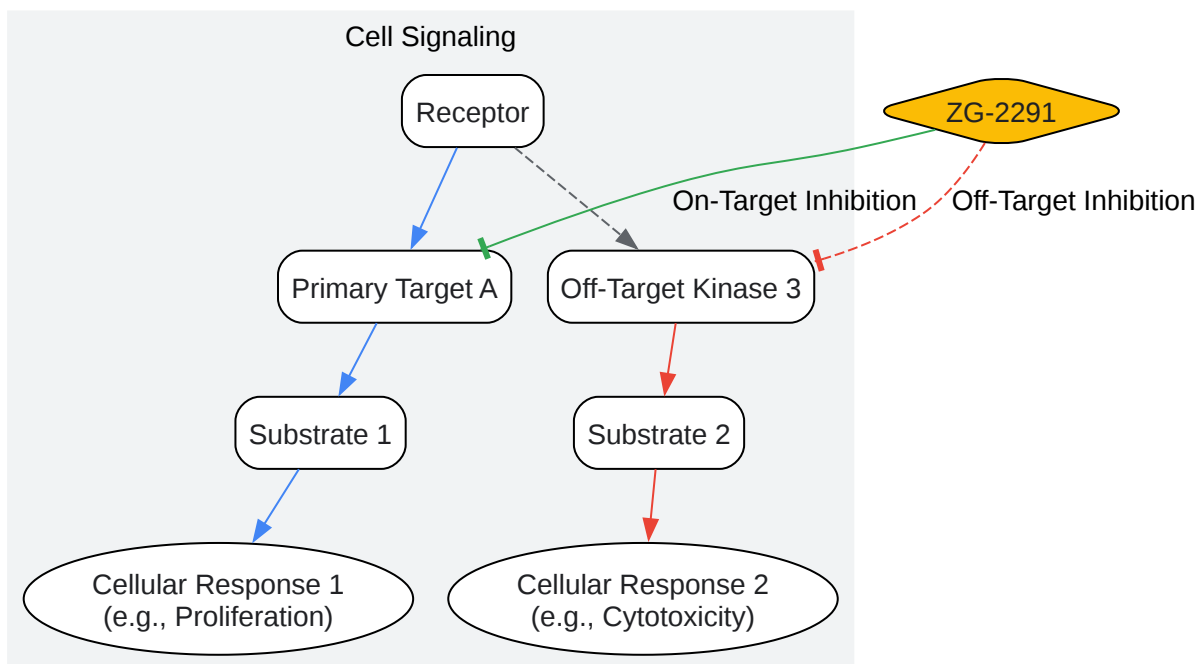 Cell Signaling
Receptor
ZG-2291
On-Target Inhibition
Off-Target Inhibition
Primary Target A
Off-Target Kinase 3
Substrate 1
Substrate 2
Cellular Response 1
(e.g., Proliferation)
Cellular Response 2
(e.g., Cytotoxicity)